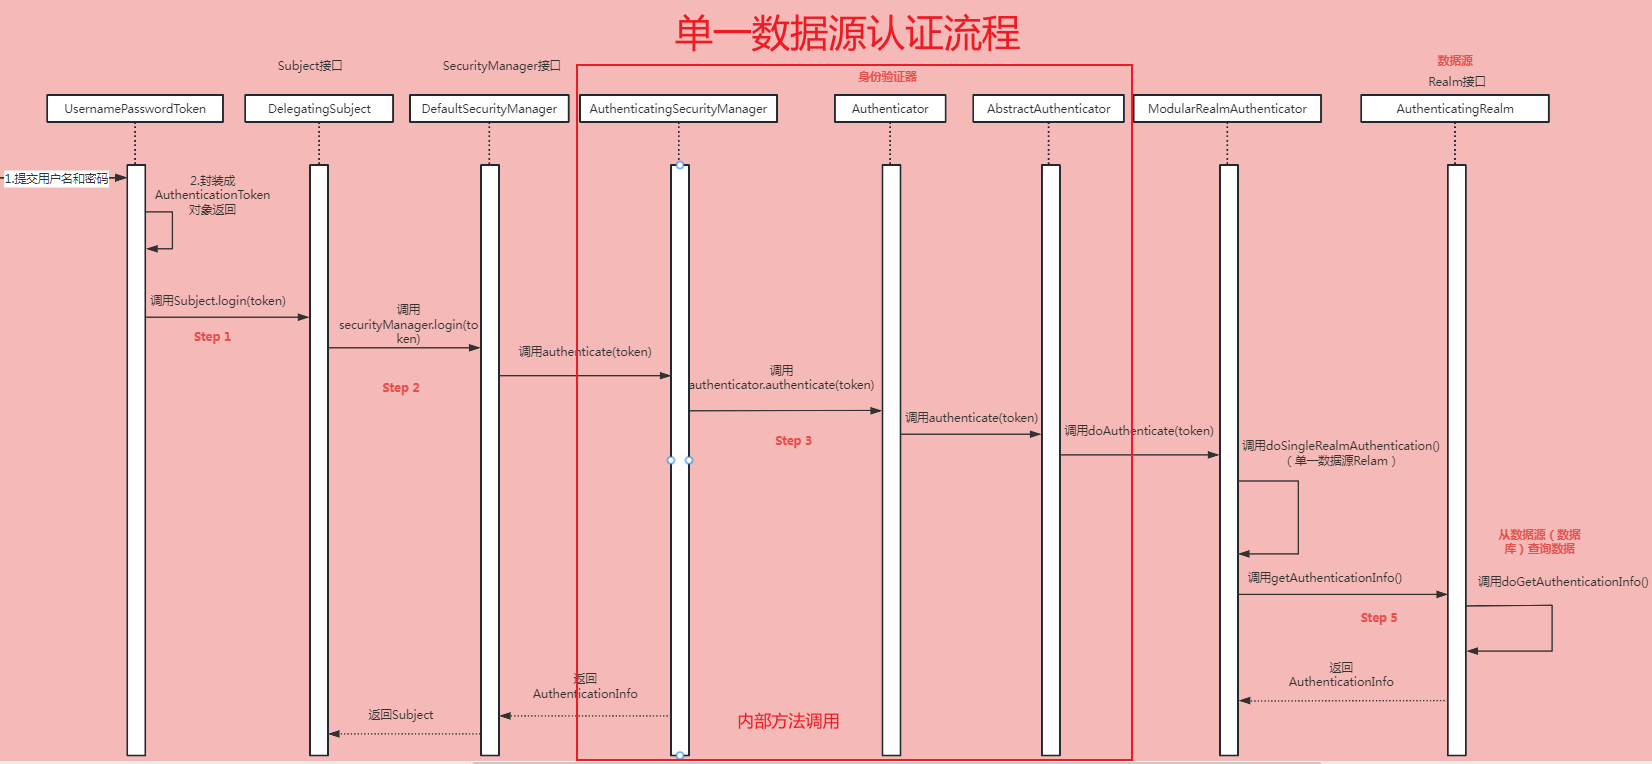 单一数据源认证流程
Subject接口
SecurityManager接口
身份验证器
数据源
Realm接口
UsernamePasswordToken
DelegatingSubject
DefaultSecurityManager
AuthenticatingSecurityManager
Authenticator
AbstractAuthenticator
ModularRealmAuthenticator
AuthenticatingRealm
1.提交用户名和密码
2.封装成
AuthenticationToken
对象返回
调用Subject.login(token)
Step 1
调用
securityManager.login(to
ken)
Step 2
调用authenticate(token)
调用
authenticator.authenticate(token)
Step 3
调用authenticate(token)
调用doAuthenticate(token)
调用doSingleRealmAuthentication()
（单一数据源Relam）
从数据源（数据
库）查询数据
调用getAuthenticationInfo()
调用doGetAuthenticationInfo()
Step 5
返回
AuthenticationInfo
返回
AuthenticationInfo
返回Subject
内部方法调用